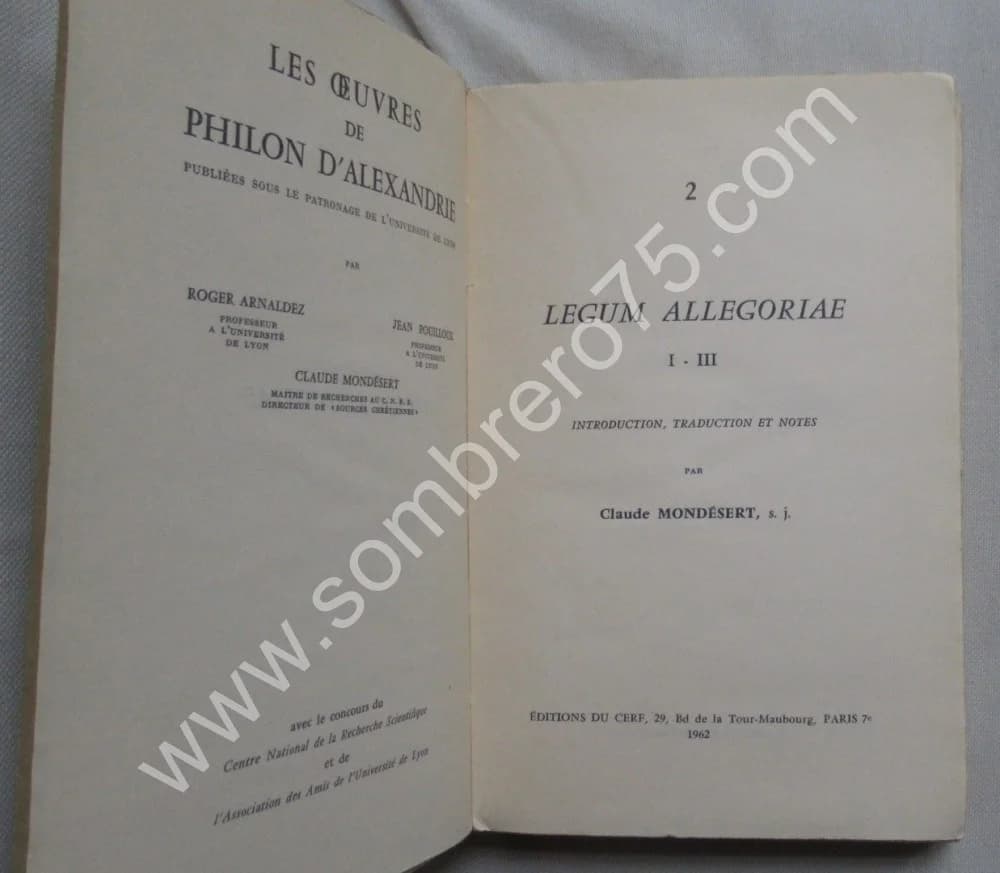 LES ŒUVRES
DE
PHILON D'ALEXANDRIE
PUBLIÉES SOUS LE PATRONAGE DE L'UNIVERSITÉ DE LYON
PAR
ROGER ARNALDEZ
PROFESSEUR
A L'UNIVERSITÉ
DE LYON
JEAN POUILLOUX
PROFESSEUR
A L'UNIVERSITÉ
DE LYON
CLAUDE MONDÉSERT
MAITRE DE RECHERCHES AU C. N. R. S.
DIRECTEUR DE "SOURCES CHRÉTIENNES"
avec le concours du
Centre National de la Recherche Scientifique
et de
l'Association des Amis de l'Université de Lyon
2
LEGUM ALLEGORIAE
I - III
INTRODUCTION, TRADUCTION ET NOTES
PAR
Claude MONDÉSERT, s. j.
ÉDITIONS DU CERF, 29, Bd de la Tour-Maubourg, PARIS 7e
1962
www.sombrero75.com